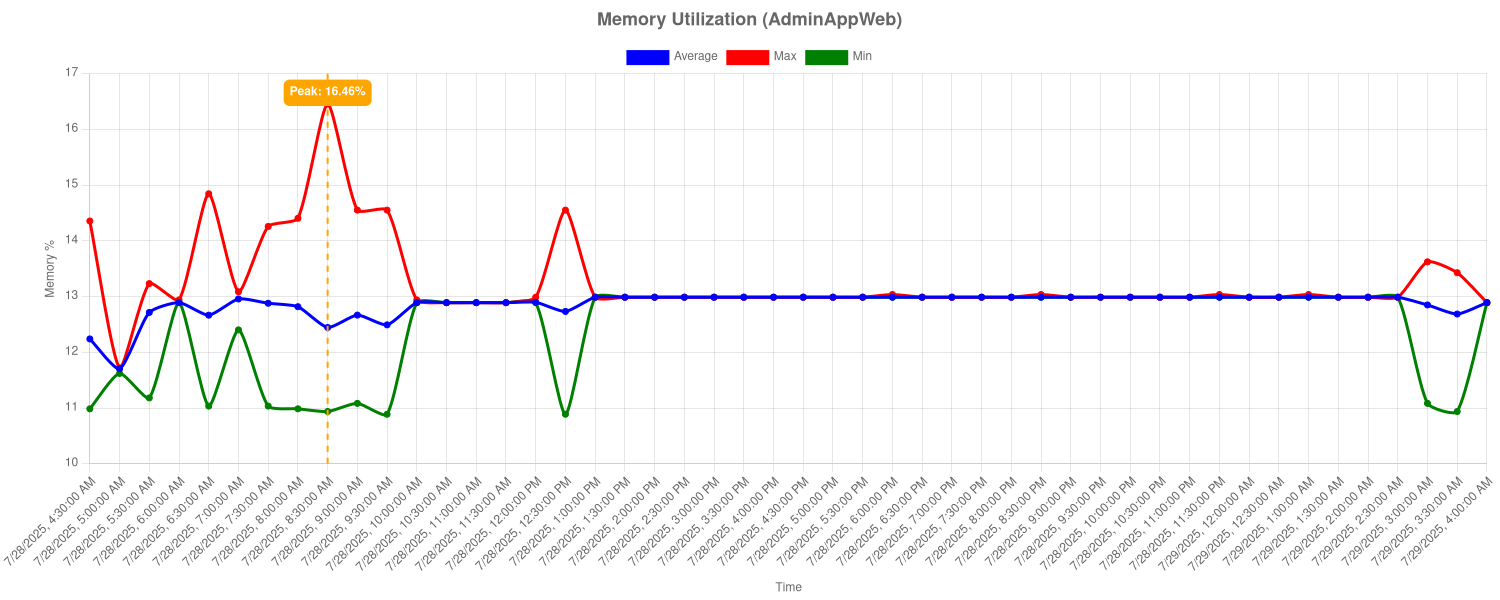 Memory Utilization (AdminAppWeb)
Average Max Min
Peak: 16.46%
17
16
15
14
13
12
11
10
Memory %
7/28/2025, 4:30:00 AM
7/28/2025, 5:00:00 AM
7/28/2025, 5:30:00 AM
7/28/2025, 6:00:00 AM
7/28/2025, 6:30:00 AM
7/28/2025, 7:00:00 AM
7/28/2025, 7:30:00 AM
7/28/2025, 8:00:00 AM
7/28/2025, 8:30:00 AM
7/28/2025, 9:00:00 AM
7/28/2025, 9:30:00 AM
7/28/2025, 10:00:00 AM
7/28/2025, 10:30:00 AM
7/28/2025, 11:00:00 AM
7/28/2025, 11:30:00 AM
7/28/2025, 12:00:00 PM
7/28/2025, 12:30:00 PM
7/28/2025, 1:00:00 PM
7/28/2025, 1:30:00 PM
7/28/2025, 2:00:00 PM
7/28/2025, 2:30:00 PM
7/28/2025, 3:00:00 PM
7/28/2025, 3:30:00 PM
7/28/2025, 4:00:00 PM
7/28/2025, 4:30:00 PM
7/28/2025, 5:00:00 PM
7/28/2025, 5:30:00 PM
7/28/2025, 6:00:00 PM
7/28/2025, 6:30:00 PM
7/28/2025, 7:00:00 PM
7/28/2025, 7:30:00 PM
7/28/2025, 8:00:00 PM
7/28/2025, 8:30:00 PM
7/28/2025, 9:00:00 PM
7/28/2025, 9:30:00 PM
7/28/2025, 10:00:00 PM
7/28/2025, 10:30:00 PM
7/28/2025, 11:00:00 PM
7/28/2025, 11:30:00 PM
7/29/2025, 12:00:00 AM
7/29/2025, 12:30:00 AM
7/29/2025, 1:00:00 AM
7/29/2025, 1:30:00 AM
7/29/2025, 2:00:00 AM
7/29/2025, 2:30:00 AM
7/29/2025, 3:00:00 AM
7/29/2025, 3:30:00 AM
7/29/2025, 4:00:00 AM
Time